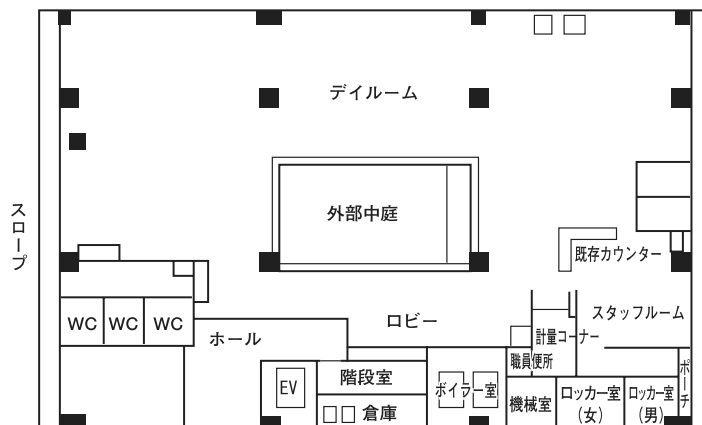 デイルーム
外部中庭
スロープ
既存カウンター
スタッフルーム
ロビー
ホール
WC
WC
WC
計量コーナー
職員便所
EV
階段室
倉庫
ボイラー室
機械室
ロッカー室
(女)
ロッカー室
(男)
ポーチ